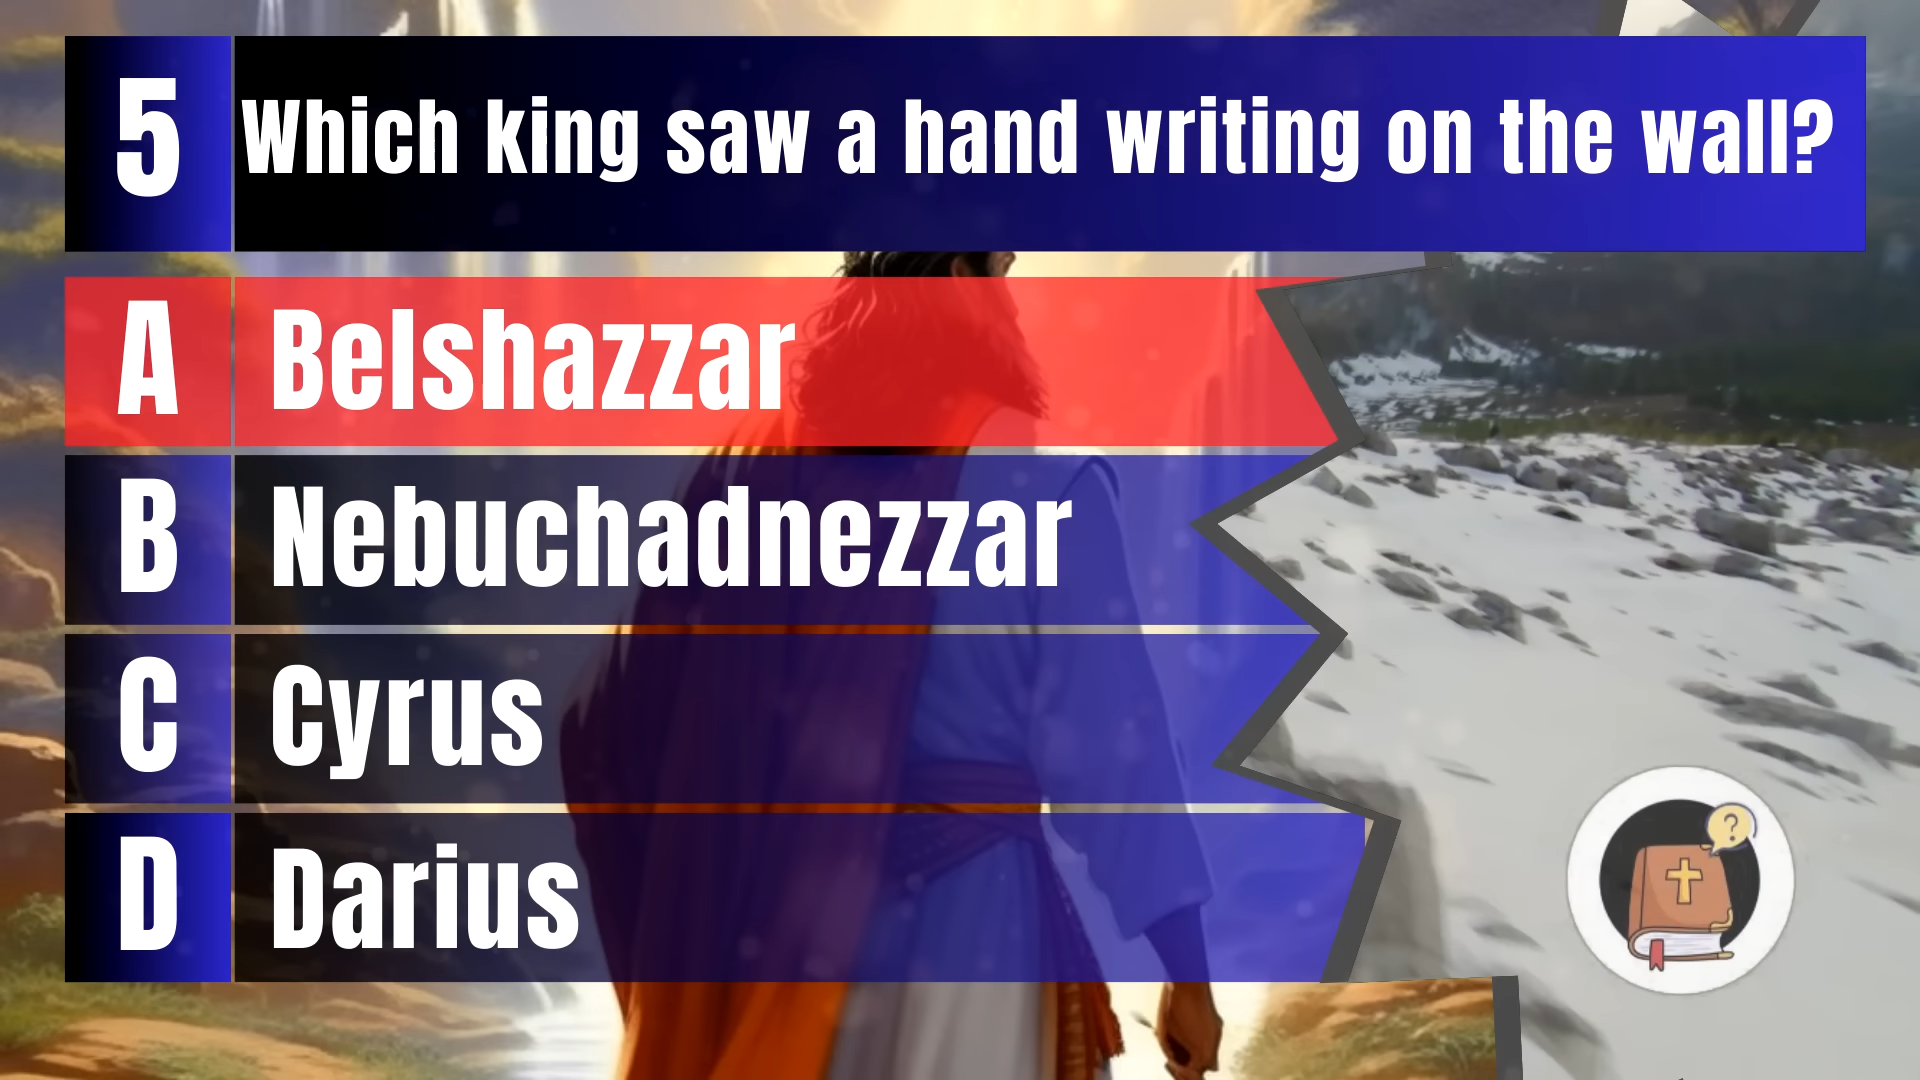 5 Which king saw a hand writing on the wall?
A Belshazzar
B Nebuchadnezzar
C Cyrus
D Darius
?